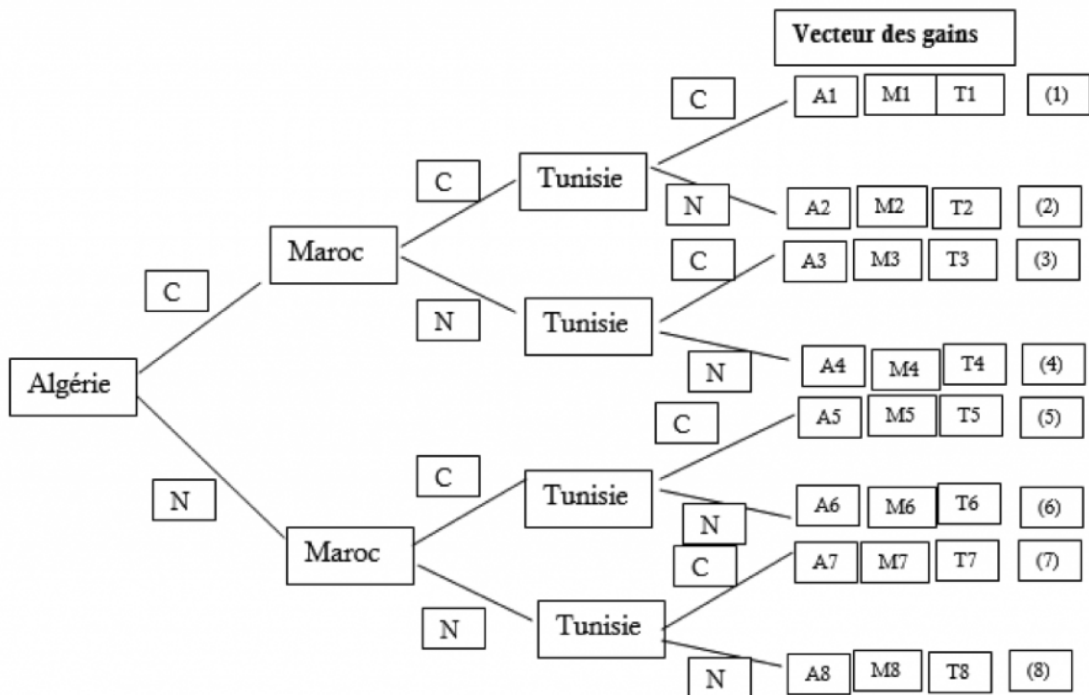 Vecteur des gains
C A1 M1 T1 (1)
C Tunisie
N A2 M2 T2 (2)
Maroc C A3 M3 T3 (3)
C
N Tunisie
N A4 M4 T4 (4)
Algérie
C A5 M5 T5 (5)
C Tunisie
N
N A6 M6 T6 (6)
Maroc C A7 M7 T7 (7)
N Tunisie
N A8 M8 T8 (8)